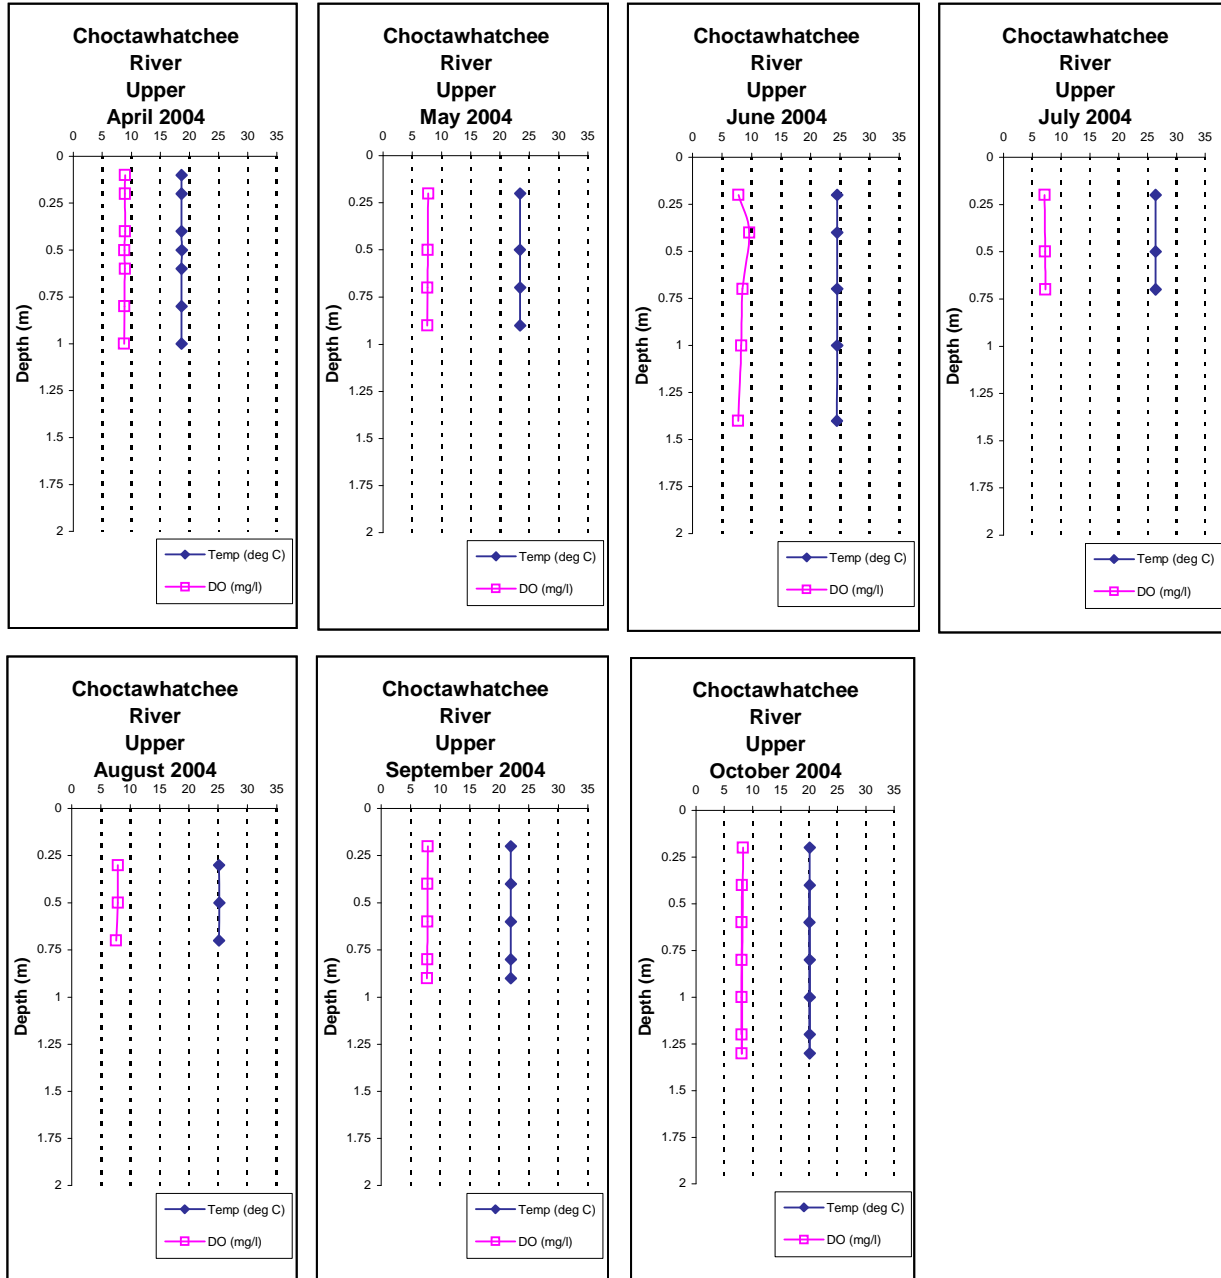 Choctawhatchee
River
Upper
April 2004
0 5 10 15 20 25 30 35
0
0.25
0.5
0.75
1
1.25
1.5
1.75
2
Depth (m)
Temp (deg C)
DO (mg/l)
Choctawhatchee
River
Upper
May 2004
0 5 10 15 20 25 30 35
0
0.25
0.5
0.75
1
1.25
1.5
1.75
2
Depth (m)
Temp (deg C)
DO (mg/l)
Choctawhatchee
River
Upper
June 2004
0 5 10 15 20 25 30 35
0
0.25
0.5
0.75
1
1.25
1.5
1.75
2
Depth (m)
Temp (deg C)
DO (mg/l)
Choctawhatchee
River
Upper
July 2004
0 5 10 15 20 25 30 35
0
0.25
0.5
0.75
1
1.25
1.5
1.75
2
Depth (m)
Temp (deg C)
DO (mg/l)
Choctawhatchee
River
Upper
August 2004
0 5 10 15 20 25 30 35
0
0.25
0.5
0.75
1
1.25
1.5
1.75
2
Depth (m)
Temp (deg C)
DO (mg/l)
Choctawhatchee
River
Upper
September 2004
0 5 10 15 20 25 30 35
0
0.25
0.5
0.75
1
1.25
1.5
1.75
2
Depth (m)
Temp (deg C)
DO (mg/l)
Choctawhatchee
River
Upper
October 2004
0 5 10 15 20 25 30 35
0
0.25
0.5
0.75
1
1.25
1.5
1.75
2
Depth (m)
Temp (deg C)
DO (mg/l)